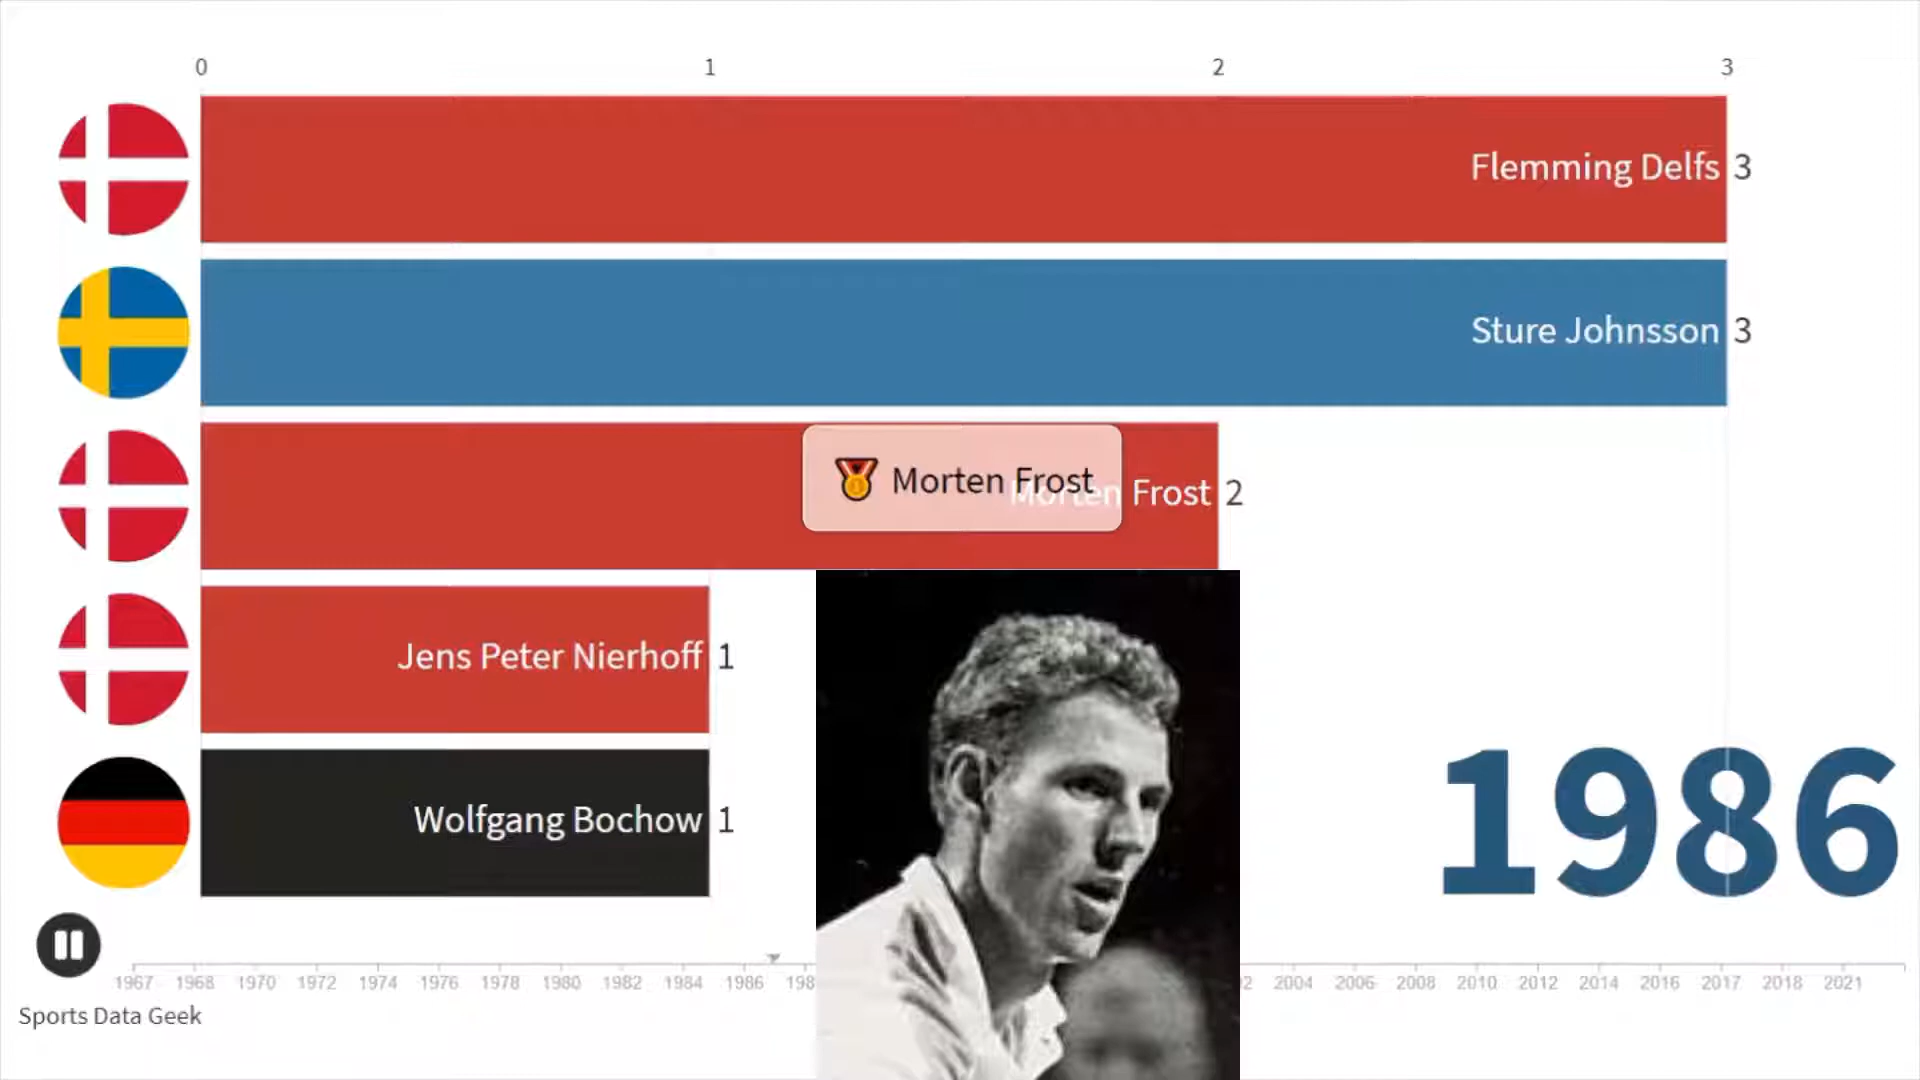 0 1 2 3
Flemming Delfs 3
Sture Johnsson 3
Morten Frost
Morten Frost 2
Jens Peter Nierhoff 1
Wolfgang Bochow 1
1986
1967 1968 1970 1972 1974 1976 1978 1980 1982 1984 1986 2004 2006 2008 2010 2012 2014 2016 2017 2018 2021
Sports Data Geek